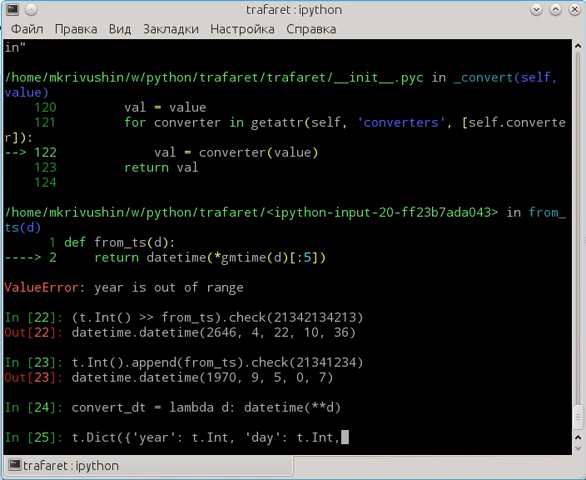 trafaret : ipython
Файл Правка Вид Закладки Настройка Справка
in"
/home/mkrivushin/w/python/trafaret/trafaret/__init__.pyc in _convert(self,
value)
120 val = value
121 for converter in getattr(self, 'converters', [self.converte
r]):
--> 122 val = converter(value)
123 return val
124
/home/mkrivushin/w/python/trafaret/<ipython-input-20-ff23b7ada043> in from_
ts(d)
1 def from_ts(d):
----> 2 return datetime(*gmtime(d)[:5])
ValueError: year is out of range
In [22]: (t.Int() >> from_ts).check(21342134213)
Out[22]: datetime.datetime(2646, 4, 22, 10, 36)
In [23]: t.Int().append(from_ts).check(21341234)
Out[23]: datetime.datetime(1970, 9, 5, 0, 7)
In [24]: convert_dt = lambda d: datetime(**d)
In [25]: t.Dict({'year': t.Int, 'day': t.Int,
trafaret : ipython